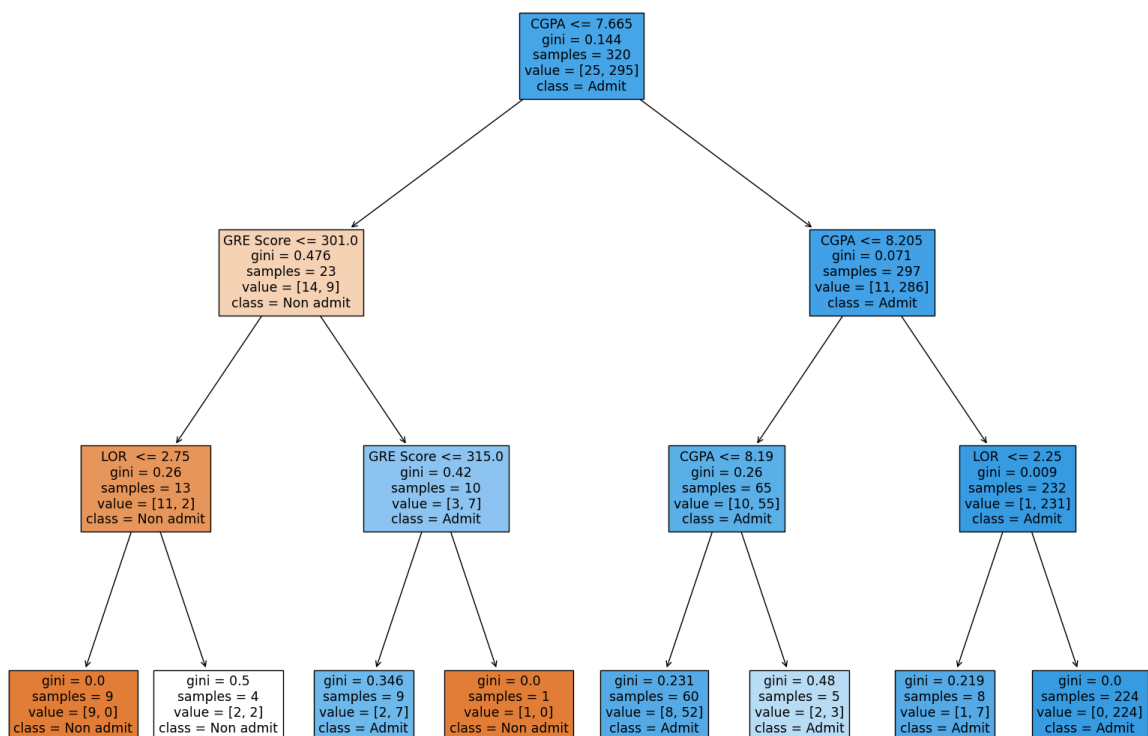 CGPA <= 7.665
gini = 0.144
samples = 320
value = [25, 295]
class = Admit
GRE Score <= 301.0
gini = 0.476
samples = 23
value = [14, 9]
class = Non admit
CGPA <= 8.205
gini = 0.071
samples = 297
value = [11, 286]
class = Admit
LOR <= 2.75
gini = 0.26
samples = 13
value = [11, 2]
class = Non admit
GRE Score <= 315.0
gini = 0.42
samples = 10
value = [3, 7]
class = Admit
CGPA <= 8.19
gini = 0.26
samples = 65
value = [10, 55]
class = Admit
LOR <= 2.25
gini = 0.009
samples = 232
value = [1, 231]
class = Admit
gini = 0.0
samples = 9
value = [9, 0]
class = Non admit
gini = 0.5
samples = 4
value = [2, 2]
class = Non admit
gini = 0.346
samples = 9
value = [2, 7]
class = Admit
gini = 0.0
samples = 1
value = [1, 0]
class = Non admit
gini = 0.231
samples = 60
value = [8, 52]
class = Admit
gini = 0.48
samples = 5
value = [2, 3]
class = Admit
gini = 0.219
samples = 8
value = [1, 7]
class = Admit
gini = 0.0
samples = 224
value = [0, 224]
class = Admit